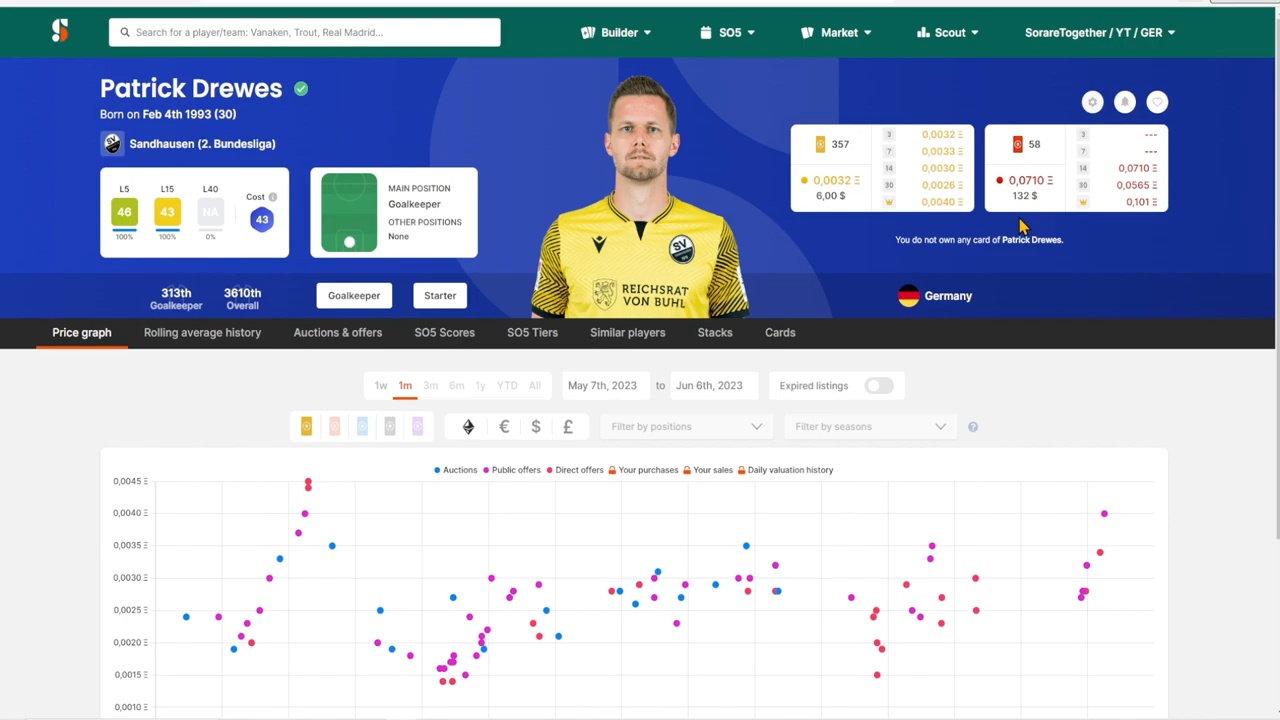 Search for a player/team: Vanaken, Trout, Real Madrid...
Builder
SO5
Market
Scout
SorareTogether / YT / GER
Patrick Drewes
Born on Feb 4th 1993 (30)
Sandhausen (2. Bundesliga)
L5 L15 L40 Cost
46 43 NA 43
100% 100% 0%
MAIN POSITION
Goalkeeper
OTHER POSITIONS
None
SV
REICHSRAT
VON BUHL
357
0,0032 Ξ
6,00 $
3 0,0032 Ξ
7 0,0033 Ξ
14 0,0030 Ξ
30 0,0026 Ξ
0,0040 Ξ
58
0,0710 Ξ
132 $
3 ---
7 ---
14 0,0710 Ξ
30 0,0565 Ξ
0,101 Ξ
You do not own any card of Patrick Drewes.
313th
Goalkeeper
3610th
Overall
Goalkeeper
Starter
Germany
Price graph
Rolling average history
Auctions & offers
SO5 Scores
SO5 Tiers
Similar players
Stacks
Cards
1w 1m 3m 6m 1y YTD All
May 7th, 2023 to Jun 6th, 2023
Expired listings
€ $ £
Filter by positions
Filter by seasons
?
Auctions Public offers Direct offers Your purchases Your sales Daily valuation history
0,0045 Ξ
0,0040 Ξ
0,0035 Ξ
0,0030 Ξ
0,0025 Ξ
0,0020 Ξ
0,0015 Ξ
0,0010 Ξ